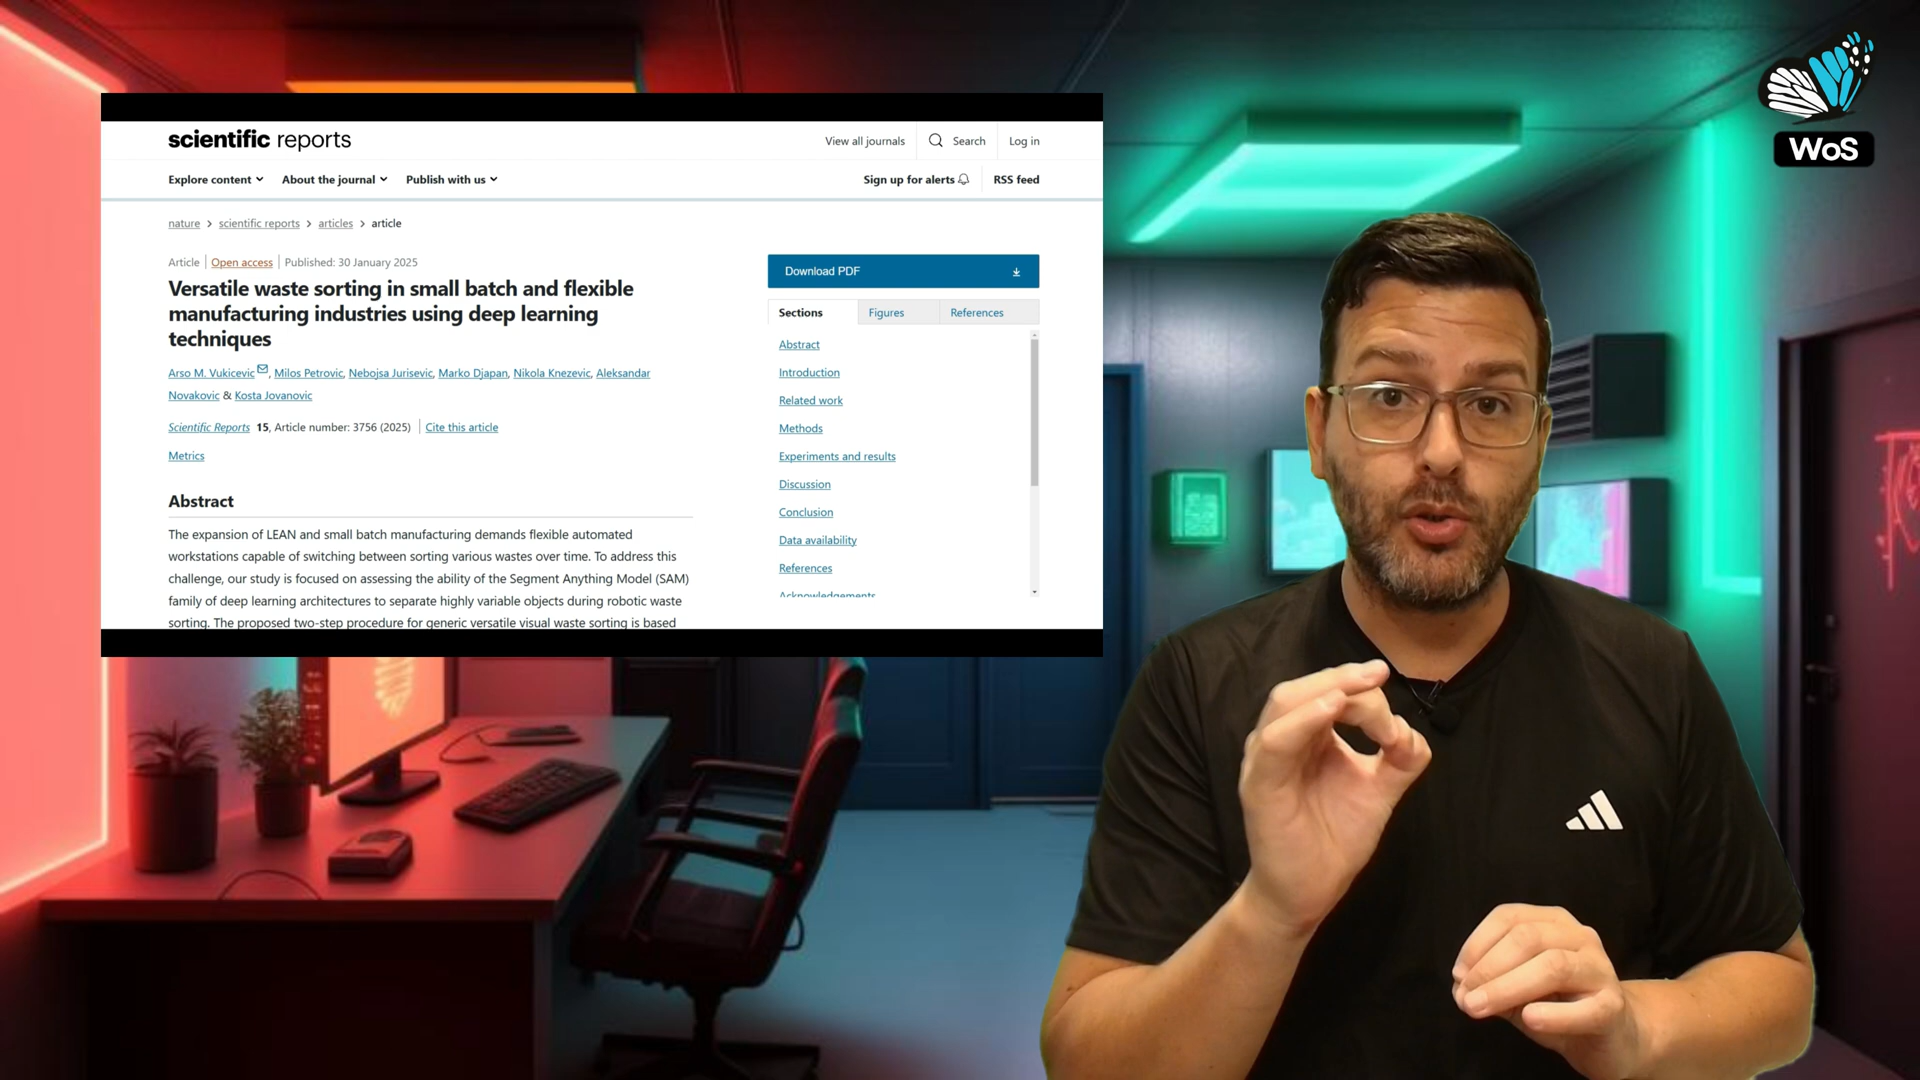 scientific reports
View all journals
Search
Log in
Explore content
About the journal
Publish with us
Sign up for alerts
RSS feed
nature > scientific reports > articles > article
Article | Open access | Published: 30 January 2025
Versatile waste sorting in small batch and flexible
manufacturing industries using deep learning
techniques
Arso M. Vukicevic, Milos Petrovic, Nebojsa Jurisevic, Marko Djapan, Nikola Knezevic, Aleksandar
Novakovic & Kosta Jovanovic
Scientific Reports 15, Article number: 3756 (2025) | Cite this article
Metrics
Abstract
The expansion of LEAN and small batch manufacturing demands flexible automated
workstations capable of switching between sorting various wastes over time. To address this
challenge, our study is focused on assessing the ability of the Segment Anything Model (SAM)
family of deep learning architectures to separate highly variable objects during robotic waste
sorting. The proposed two-step procedure for generic versatile visual waste sorting is based
Download PDF
Sections
Figures
References
Abstract
Introduction
Related work
Methods
Experiments and results
Discussion
Conclusion
Data availability
References
Acknowledgements
WoS